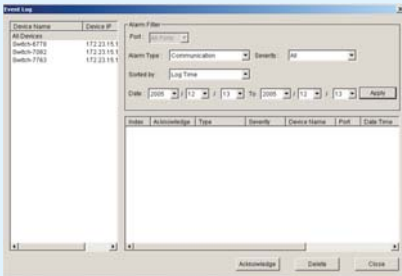 Event Log
Device Name Device IP
All Devices
Switch-6778 172.23.15.1
Switch-7082 172.23.15.1
Switch-7763 172.23.15.1
Alarm Filter
Port : All Ports
Alarm Type : Communication Severity : All
Sorted by : Log Time
Date : 2005 / 12 / 13 To 2005 / 12 / 13 Apply
Index Acknowledge Type Severity Device Name Port Date Time
Acknowledge Delete Close